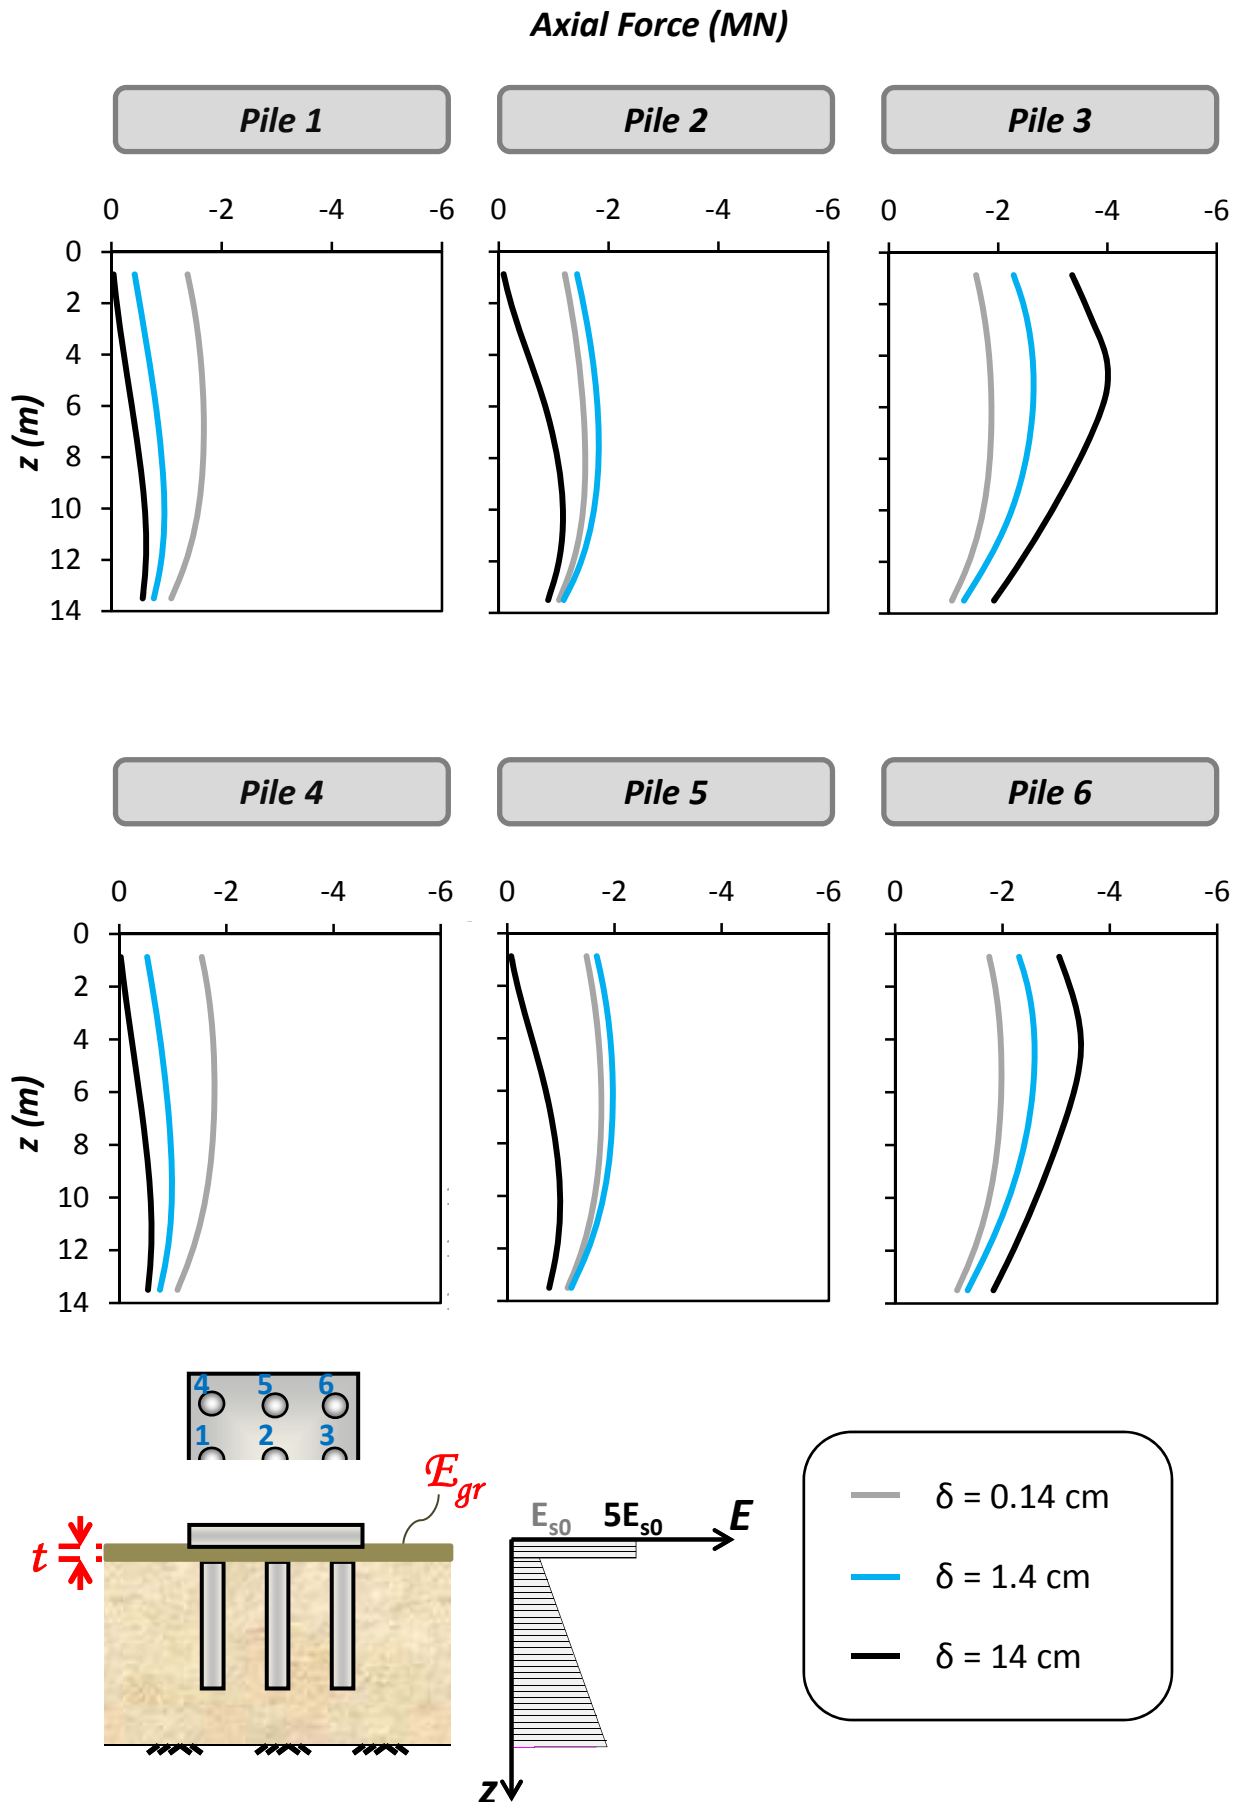 Axial Force (MN)
Pile 1 Pile 2 Pile 3
0 -2 -4 -6 0 -2 -4 -6 0 -2 -4 -6
0
2
4
6
8
10
12
14
z (m)
Pile 4 Pile 5 Pile 6
0 -2 -4 -6 0 -2 -4 -6 0 -2 -4 -6
0
2
4
6
8
10
12
14
z (m)
4 5 6
1 2 3
Egr
t
Es0 5Es0 E
z
δ = 0.14 cm
δ = 1.4 cm
δ = 14 cm